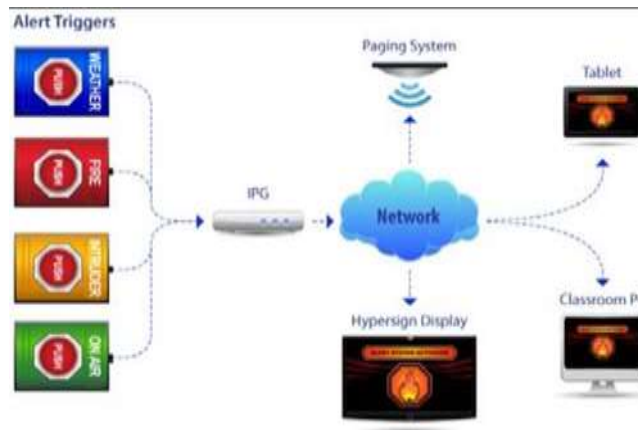 Alert Triggers
WEATHER
PUSH
FIRE
PUSH
INTRUDER
PUSH
ON AIR
PUSH
IPG
Paging System
Network
Tablet
Hypersign Display
Classroom P